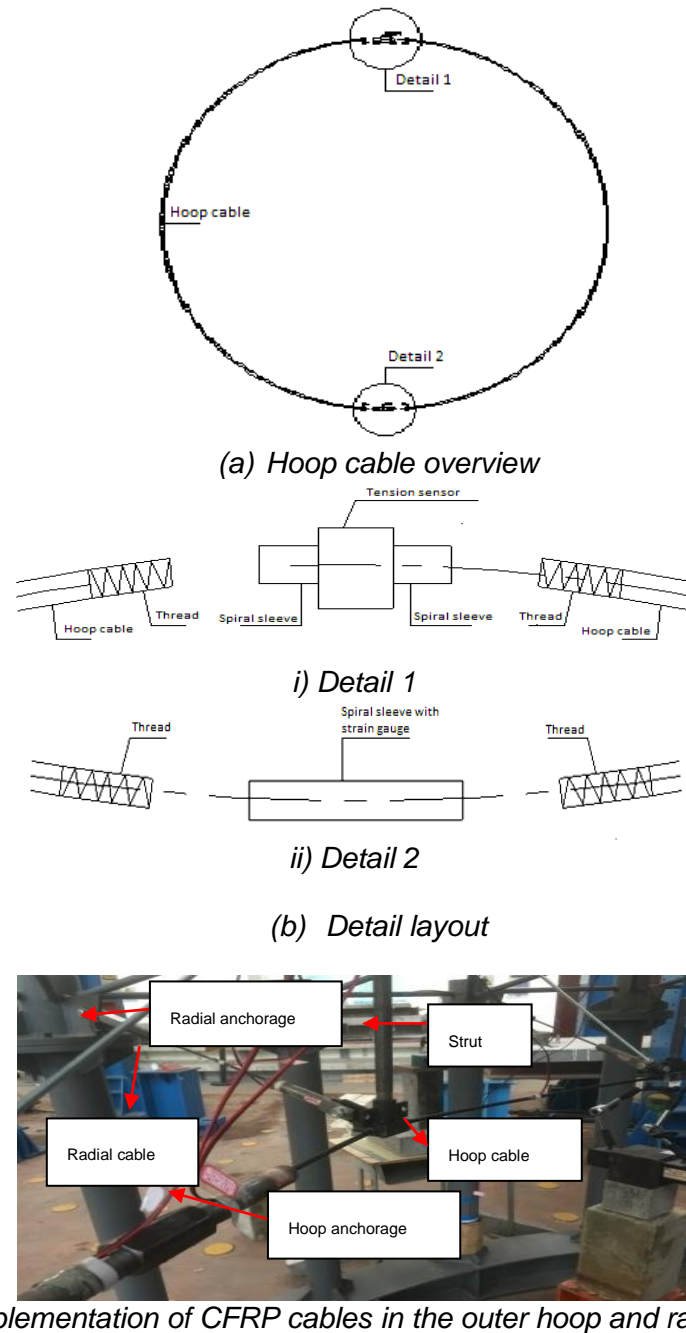 Detail 1
Hoop cable
Detail 2
(a) Hoop cable overview
Tension sensor
Spiral sleeve
Spiral sleeve
Thread
Thread
Hoop cable
Hoop cable
i) Detail 1
Spiral sleeve with
strain gauge
Thread
Thread
ii) Detail 2
(b) Detail layout
Radial anchorage
Strut
Radial cable
Hoop cable
Hoop anchorage
plementation of CFRP cables in the outer hoop and ra